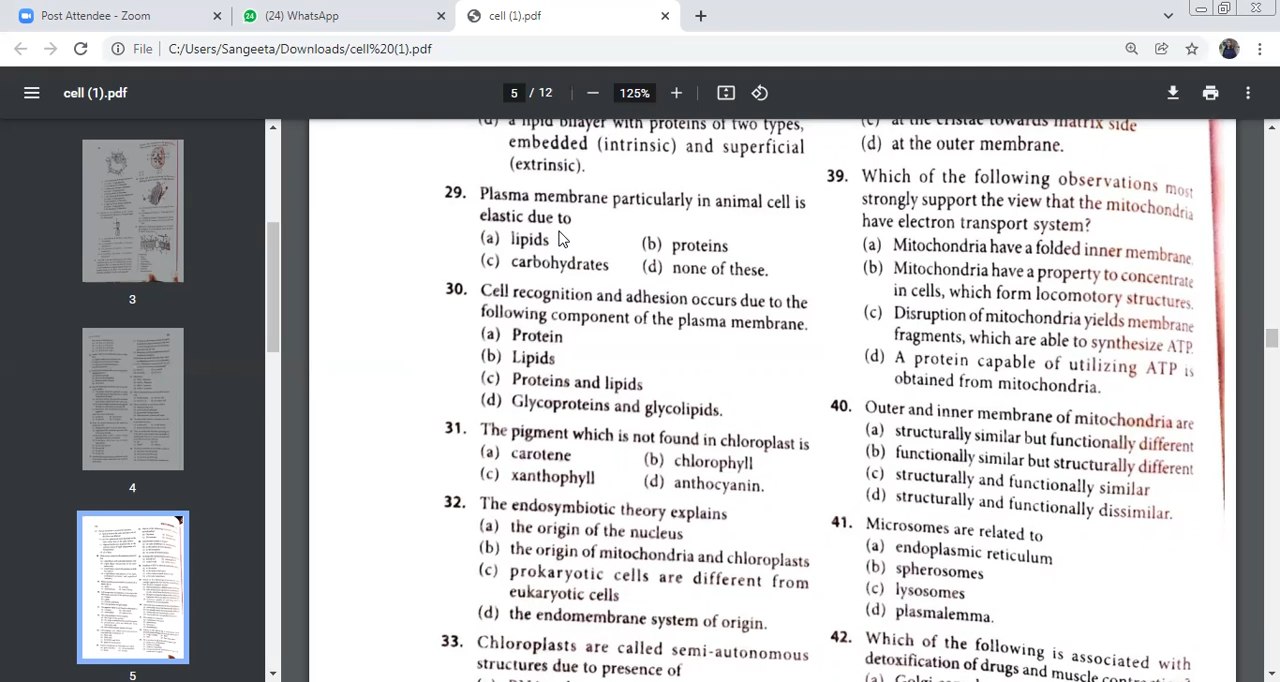 Post Attendee - Zoom
(24) WhatsApp
cell (1).pdf
File
C:/Users/Sangeeta/Downloads/cell%20(1).pdf
cell (1).pdf
5 / 12
125%
3
4
5
(d) a lipid bilayer with proteins of two types,
embedded (intrinsic) and superficial
(extrinsic).
29. Plasma membrane particularly in animal cell is
elastic due to
(a) lipids (b) proteins
(c) carbohydrates (d) none of these.
30. Cell recognition and adhesion occurs due to the
following component of the plasma membrane.
(a) Protein
(b) Lipids
(c) Proteins and lipids
(d) Glycoproteins and glycolipids.
31. The pigment which is not found in chloroplast is
(a) carotene (b) chlorophyll
(c) xanthophyll (d) anthocyanin.
32. The endosymbiotic theory explains
(a) the origin of the nucleus
(b) the origin of mitochondria and chloroplasts
(c) prokaryotic cells are different from
eukaryotic cells
(d) the endomembrane system of origin.
33. Chloroplasts are called semi-autonomous
structures due to presence of
(c) at the cristae towards matrix side
(d) at the outer membrane.
39. Which of the following observations most
strongly support the view that the mitochondria
have electron transport system?
(a) Mitochondria have a folded inner membrane.
(b) Mitochondria have a property to concentrate
in cells, which form locomotory structures.
(c) Disruption of mitochondria yields membrane
fragments, which are able to synthesize ATP.
(d) A protein capable of utilizing ATP is
obtained from mitochondria.
40. Outer and inner membrane of mitochondria are
(a) structurally similar but functionally different
(b) functionally similar but structurally different
(c) structurally and functionally similar
(d) structurally and functionally dissimilar.
41. Microsomes are related to
(a) endoplasmic reticulum
(b) spherosomes
(c) lysosomes
(d) plasmalemma.
42. Which of the following is associated with
detoxification of drugs and muscle
(a) Golgi